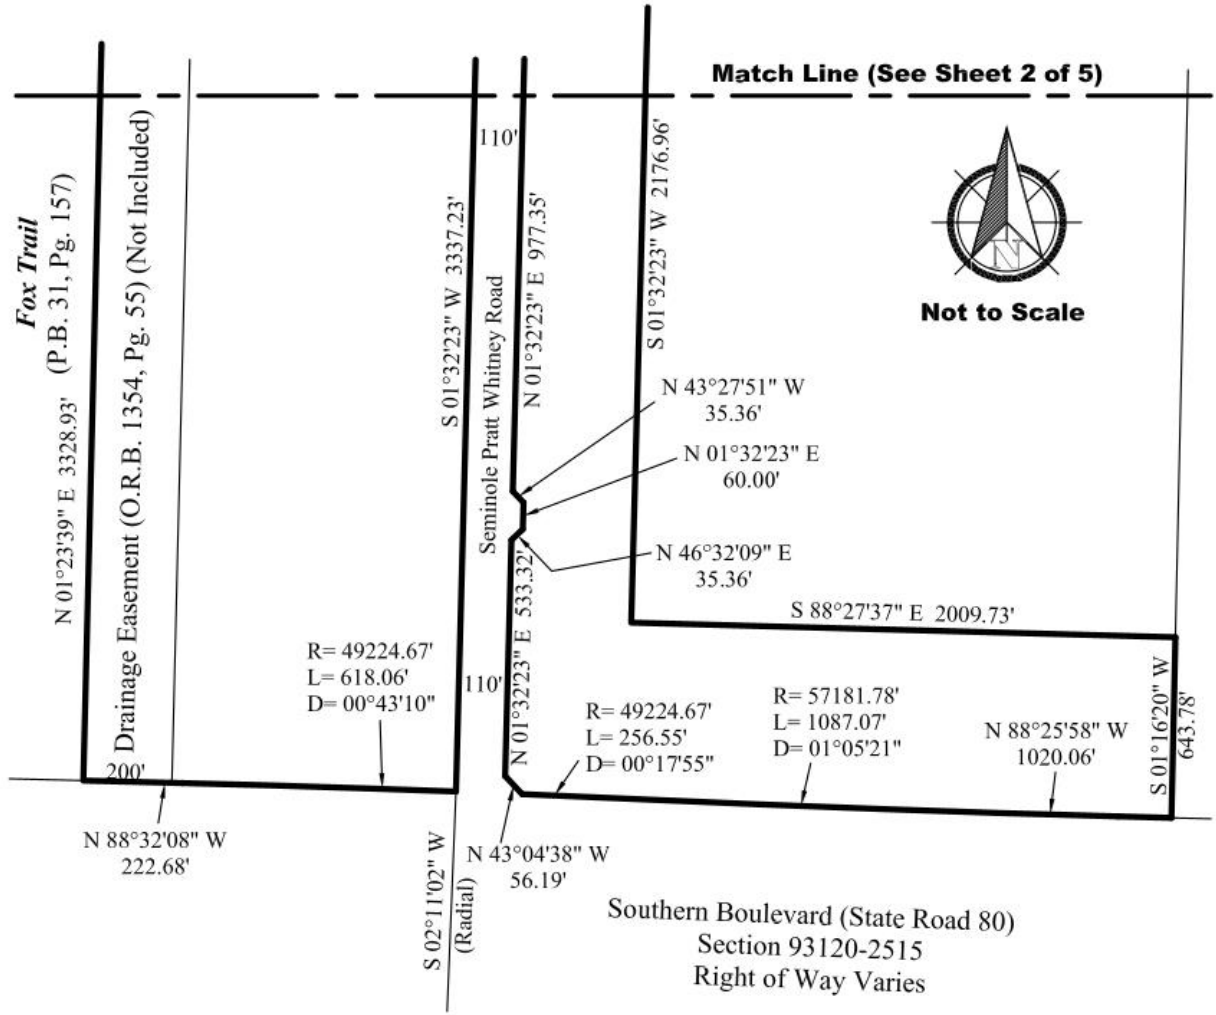 Match Line (See Sheet 2 of 5)
110'
Fox Trail
(P.B. 31, Pg. 157)
N 01°23'39" E 3328.93'
Drainage Easement (O.R.B. 1354, Pg. 55) (Not Included)
200'
S 01°32'23" W 3337.23'
Seminole Pratt Whitney Road
N 01°32'23" E 977.35'
S 01°32'23" W 2176.96'
N
Not to Scale
N 43°27'51" W
35.36'
N 01°32'23" E
60.00'
N 46°32'09" E
35.36'
N 01°32'23" E 533.32'
110'
S 88°27'37" E 2009.73'
S 01°16'20" W
643.78'
R= 49224.67'
L= 618.06'
D= 00°43'10"
R= 49224.67'
L= 256.55'
D= 00°17'55"
R= 57181.78'
L= 1087.07'
D= 01°05'21"
N 88°25'58" W
1020.06'
N 88°32'08" W
222.68'
S 02°11'02" W
(Radial)
N 43°04'38" W
56.19'
Southern Boulevard (State Road 80)
Section 93120-2515
Right of Way Varies